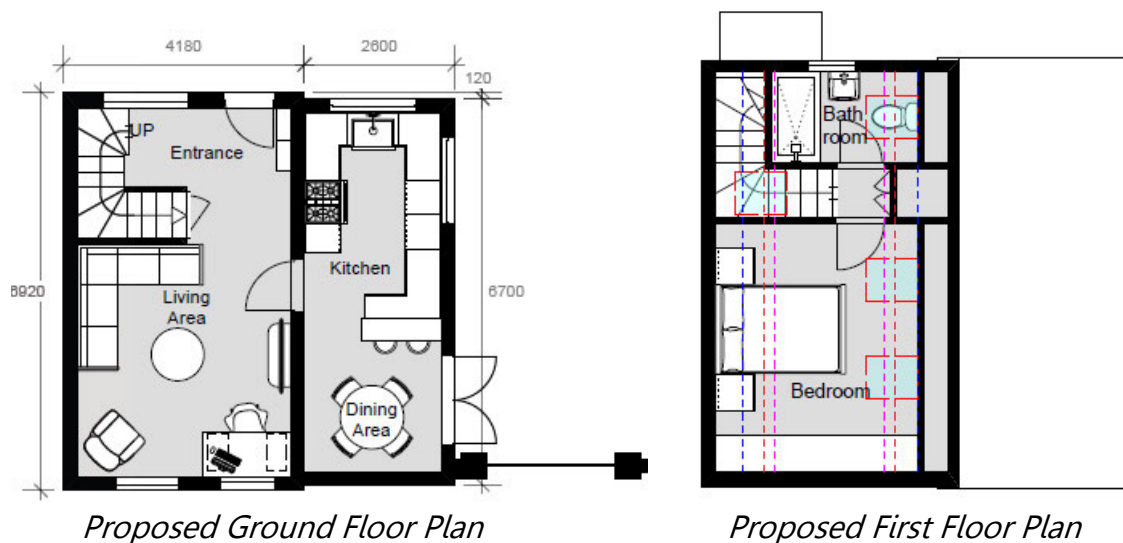 4180
2600
120
UP
Entrance
Kitchen
Living
Area
6920
6700
Dining
Area
Proposed Ground Floor Plan
Bath
room
Bedroom
Proposed First Floor Plan